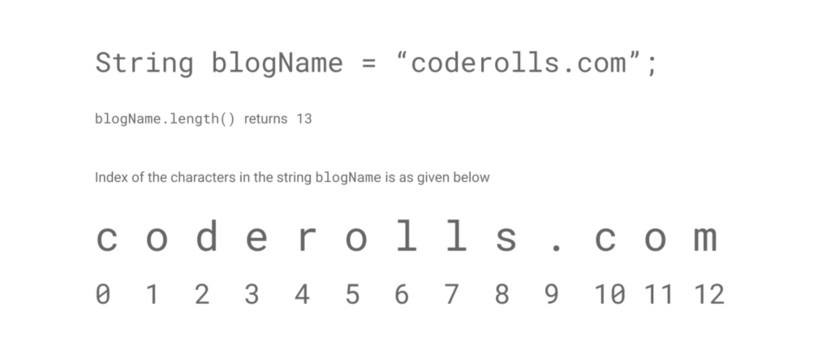 String blogName = “coderolls.com”;
blogName.length() returns 13
Index of the characters in the string blogName is as given below
c o d e r o l l s . c o m
0 1 2 3 4 5 6 7 8 9 10 11 12